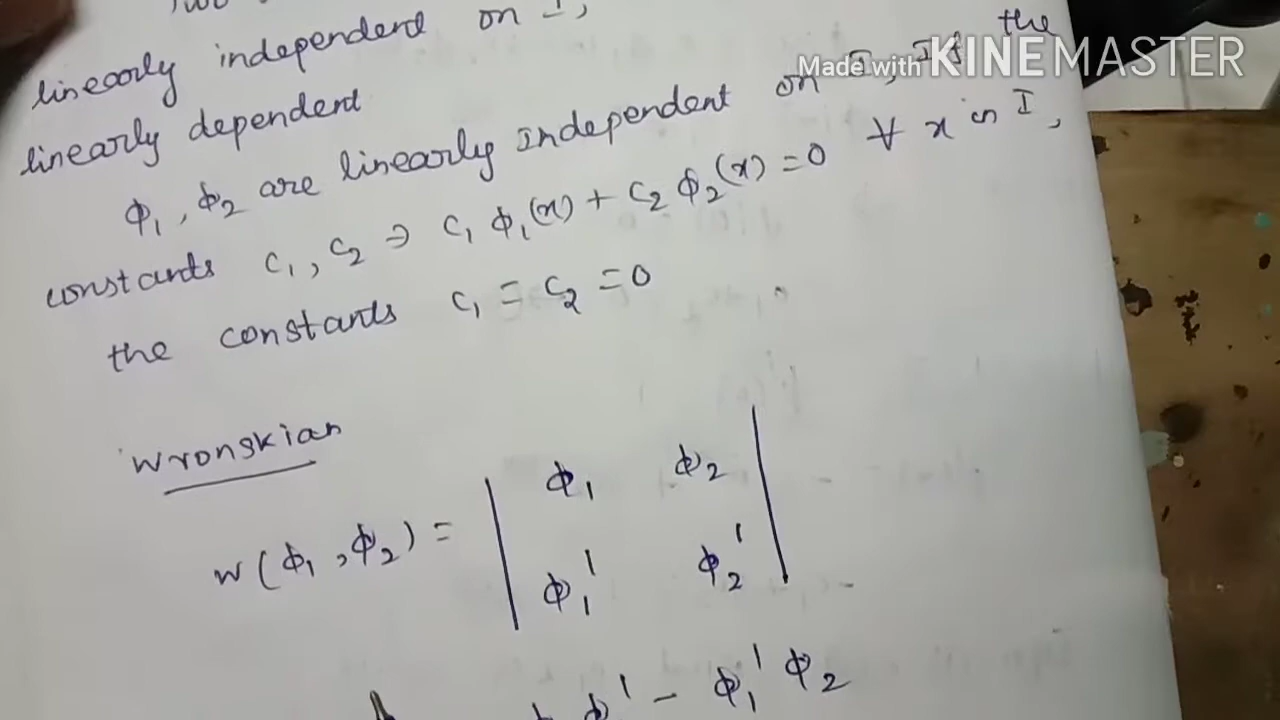 Two
linearly independent on I,
linearly dependent
Made with KINEMASTER
ϕ₁, ϕ₂ are linearly Independent on I, If the
constants c₁, c₂ ∋ c₁ ϕ₁(x) + c₂ ϕ₂(x) = 0 ∀ x in I,
the constants c₁ = c₂ = 0
Wronskian
W(ϕ₁, ϕ₂) = | ϕ₁ ϕ₂ |
| ϕ₁' ϕ₂' |
ϕ' - ϕ₁' ϕ₂